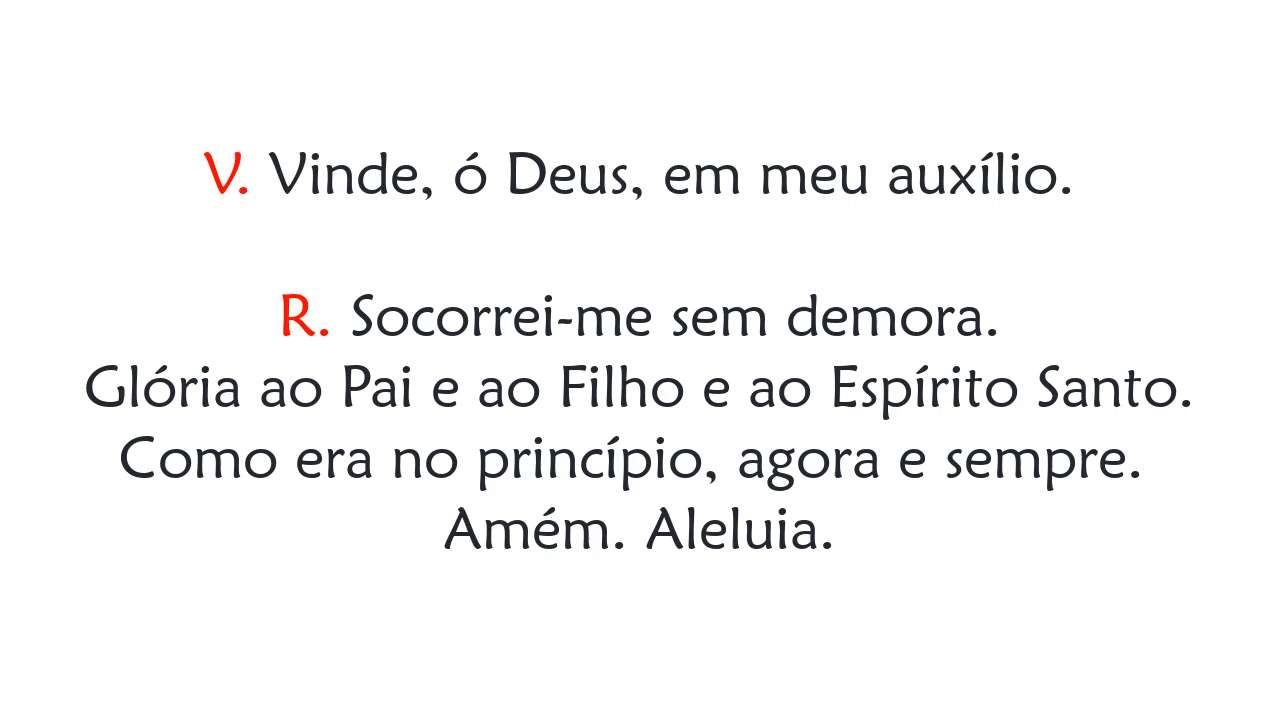 V. Vinde, ó Deus, em meu auxílio.
R. Socorrei-me sem demora.
Glória ao Pai e ao Filho e ao Espírito Santo.
Como era no princípio, agora e sempre.
Amém. Aleluia.